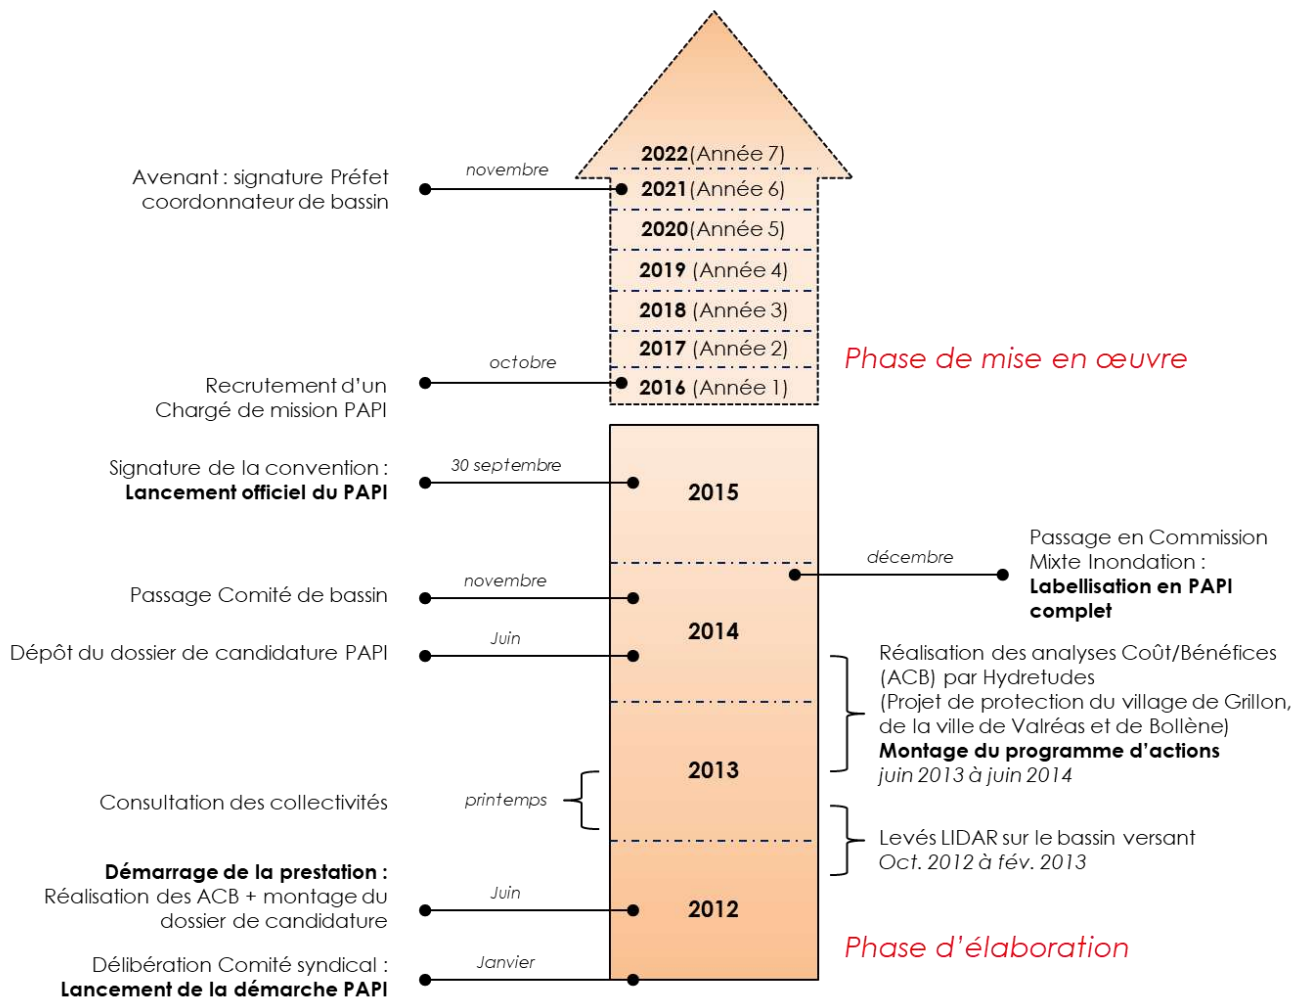 2022(Année 7)
novembre
Avenant : signature Préfet
coordonnateur de bassin
2021(Année 6)
2020(Année 5)
2019 (Année 4)
2018 (Année 3)
2017 (Année 2)
Phase de mise en œuvre
octobre
Recrutement d'un
Chargé de mission PAPI
2016 (Année 1)
Signature de la convention :
Lancement officiel du PAPI
30 septembre
2015
décembre
Passage en Commission
Mixte Inondation :
Labellisation en PAPI
complet
novembre
Passage Comité de bassin
2014
Juin
Dépôt du dossier de candidature PAPI
Réalisation des analyses Coût/Bénéfices
(ACB) par Hydretudes
(Projet de protection du village de Grillon,
de la ville de Valréas et de Bollène)
Montage du programme d'actions
juin 2013 à juin 2014
2013
Consultation des collectivités
printemps
Levés LIDAR sur le bassin versant
Oct. 2012 à fév. 2013
Démarrage de la prestation :
Réalisation des ACB + montage du
dossier de candidature
Juin
2012
Phase d'élaboration
Délibération Comité syndical :
Lancement de la démarche PAPI
Janvier